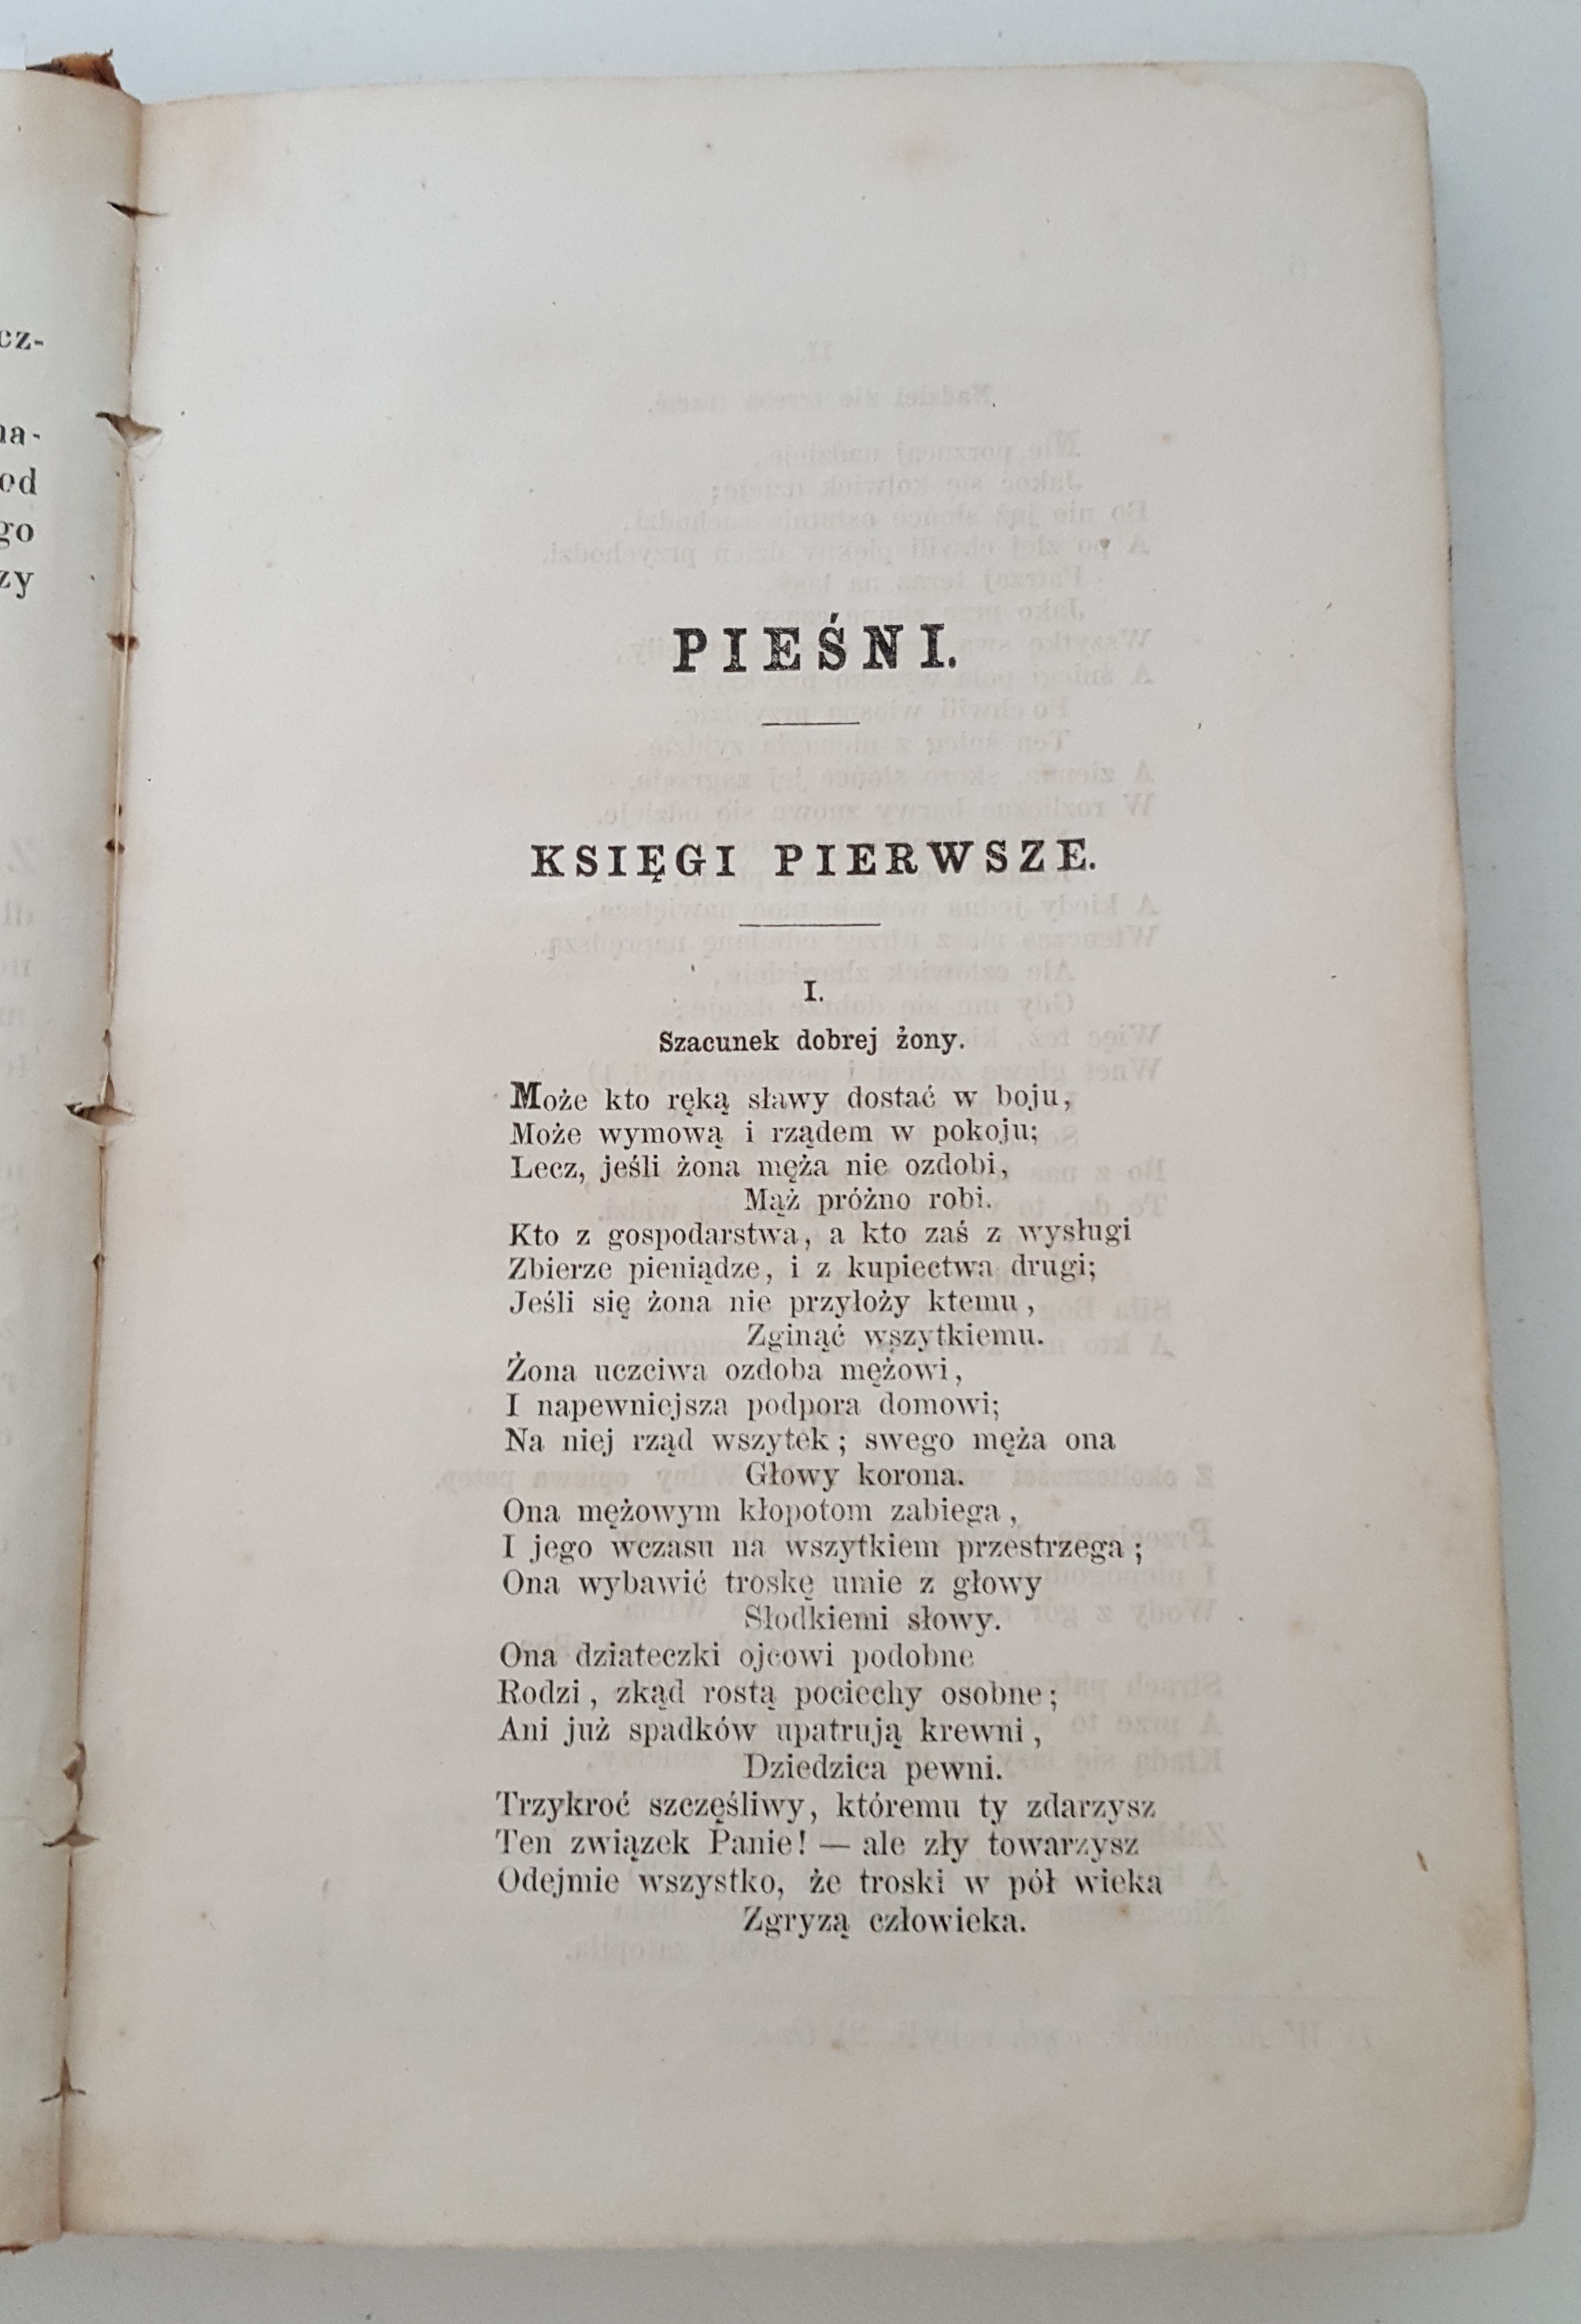 cz-
na-
od
go
zy
PIEŚNI.
KSIĘGI PIERWSZE.
I.
Szacunek dobrej żony.
Może kto ręką sławy dostać w boju,
Może wymową i rządem w pokoju;
Lecz, jeśli żona męża nie ozdobi,
Mąż próżno robi.
Kto z gospodarstwa, a kto zaś z wysługi
Zbierze pieniądze, i z kupiectwa drugi;
Jeśli się żona nie przyłoży ktemu,
Zginąć wszytkiemu.
Żona uczciwa ozdoba mężowi,
I napewniejsza podpora domowi;
Na niej rząd wszytek; swego męża ona
Głowy korona.
Ona mężowym kłopotom zabiega,
I jego wczasu na wszytkiem przestrzega;
Ona wybawić troskę umie z głowy
Słodkiemi słowy.
Ona dziateczki ojcowi podobne
Rodzi, zkąd rostą pociechy osobne;
Ani już spadków upatrują krewni,
Dziedzica pewni.
Trzykroć szczęśliwy, któremu ty zdarzysz
Ten związek Panie! — ale zły towarzysz
Odejmie wszystko, że troski w pół wieka
Zgryzą człowieka.